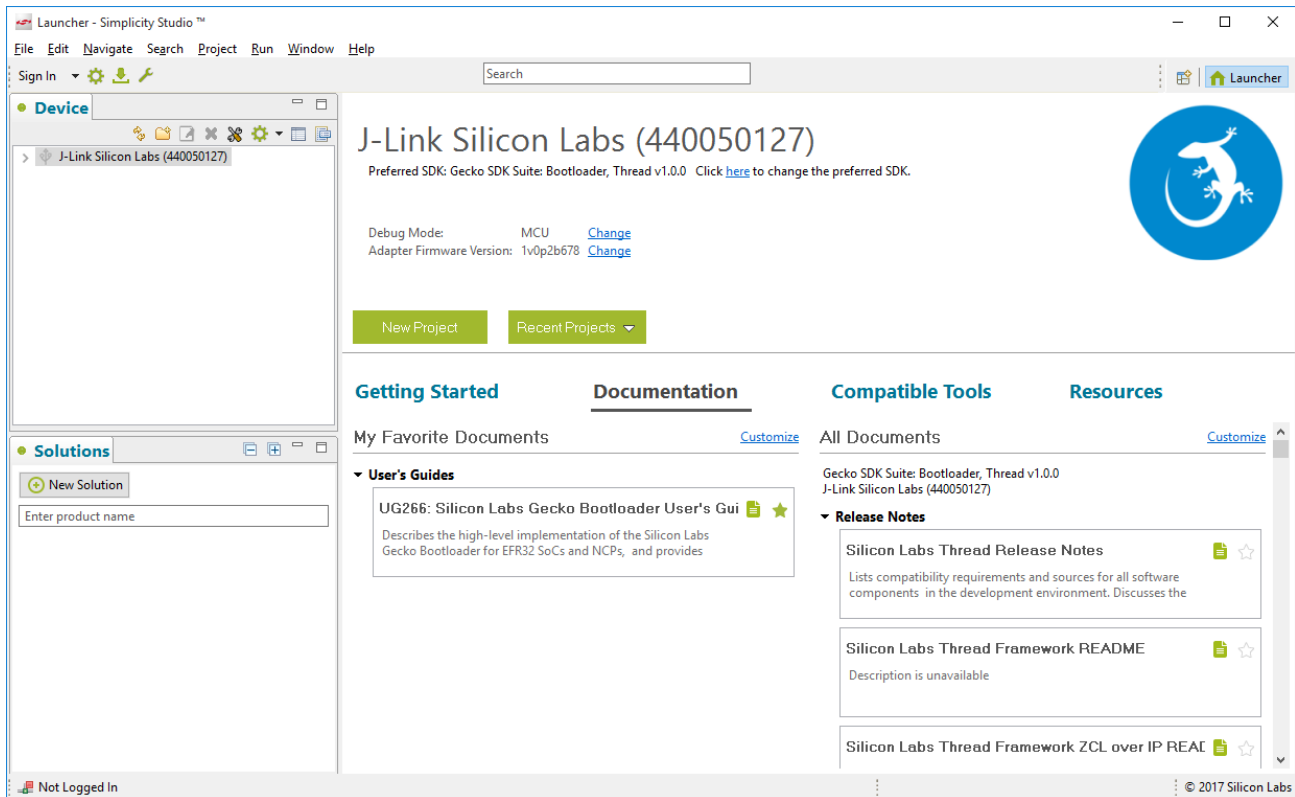 Launcher - Simplicity Studio ™
File Edit Navigate Search Project Run Window Help
Sign In
Search
Launcher
Device
J-Link Silicon Labs (440050127)
Solutions
New Solution
Enter product name
J-Link Silicon Labs (440050127)
Preferred SDK: Gecko SDK Suite: Bootloader, Thread v1.0.0 Click here to change the preferred SDK.
Debug Mode: MCU Change
Adapter Firmware Version: 1v0p2b678 Change
New Project
Recent Projects
Getting Started
Documentation
Compatible Tools
Resources
My Favorite Documents
Customize
User's Guides
UG266: Silicon Labs Gecko Bootloader User's Gui
Describes the high-level implementation of the Silicon Labs
Gecko Bootloader for EFR32 SoCs and NCPs, and provides
All Documents
Customize
Gecko SDK Suite: Bootloader, Thread v1.0.0
J-Link Silicon Labs (440050127)
Release Notes
Silicon Labs Thread Release Notes
Lists compatibility requirements and sources for all software
components in the development environment. Discusses the
Silicon Labs Thread Framework README
Description is unavailable
Silicon Labs Thread Framework ZCL over IP READ
Not Logged In
© 2017 Silicon Labs